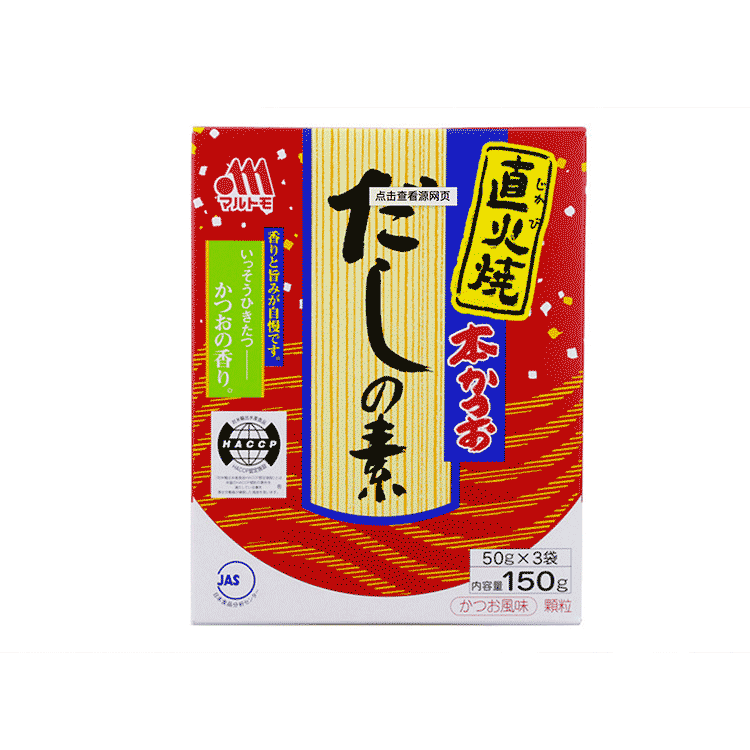 マルトモ
だしの素
点击查看源网页
直火焼
じかび
本かつお
香りと旨みが自慢です。
いっそうひきたつ――
かつおの香り。
HACCP
JAS
50g×3袋
内容量150g
かつお風味 顆粒